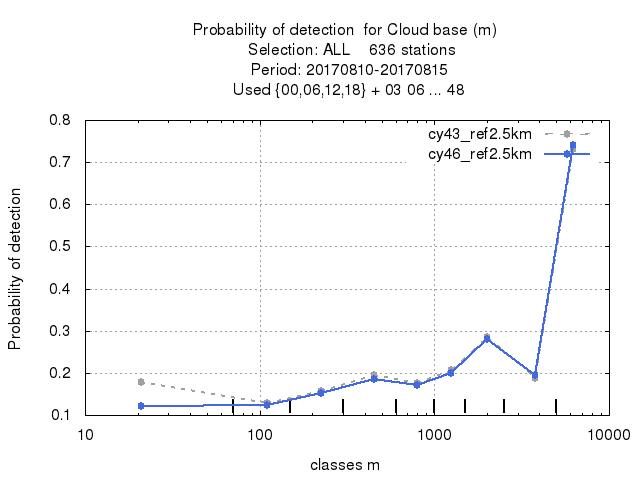 Probability of detection  for Cloud base (m)
Selection: ALL    636 stations
Period: 20170810-20170815
Used {00,06,12,18} + 03 06 ... 48
cy43_ref2.5km
cy46_ref2.5km
Probability of detection
0.8
0.7
0.6
0.5
0.4
0.3
0.2
0.1
10 100 1000 10000
classes m